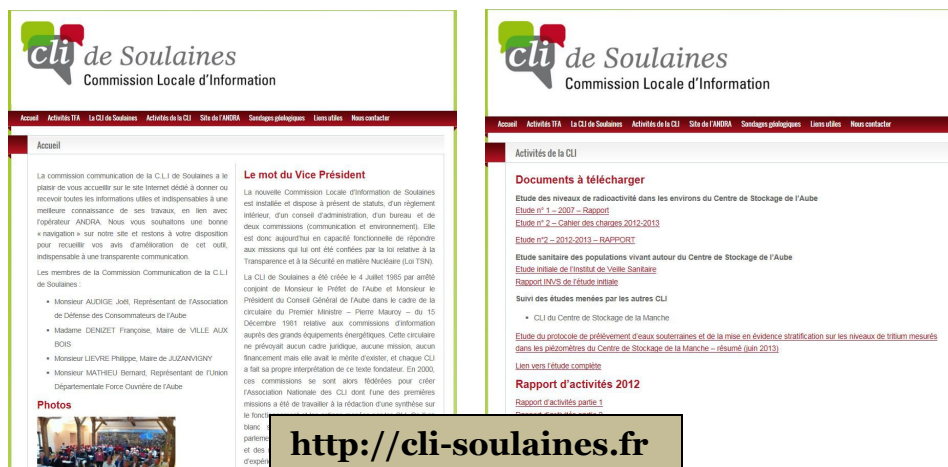 cli de Soulaines
Commission Locale d'Information
Accueil Activités TFA La CLI de Soulaines Activités de la CLI Site de l'ANDRA Sondages géologiques Liens utiles Nous contacter
Accueil
La commission communication de la C.L.I de Soulaines a le
plaisir de vous accueillir sur le site Internet dédié à donner ou
recevoir toutes les informations utiles et indispensables à une
meilleure connaissance de ses travaux, en lien avec
l'opérateur ANDRA. Nous vous souhaitons une bonne
« navigation » sur notre site et restons à votre disposition
pour recueillir vos avis d'amélioration de cet outil,
indispensable à une transparente communication.
Les membres de la Commission Communication de la C.L.I
de Soulaines :
• Monsieur AUDIGE Joël, Représentant de l'Association
de Défense des Consommateurs de l'Aube
• Madame DENIZET Françoise, Maire de VILLE AUX
BOIS
• Monsieur LIEVRE Philippe, Maire de JUZANVIGNY
• Monsieur MATHIEU Bernard, Représentant de l'Union
Départementale Force Ouvrière de l'Aube
Photos
Le mot du Vice Président
La nouvelle Commission Locale d'Information de Soulaines
est installée et dispose à présent de statuts, d'un règlement
intérieur, d'un conseil d'administration, d'un bureau et de
deux commissions (communication et environnement). Elle
est donc aujourd'hui en capacité fonctionnelle de répondre
aux missions qui lui ont été confiées par la loi relative à la
Transparence et à la Sécurité en matière Nucléaire (Loi TSN).
La CLI de Soulaines a été créée le 4 Juillet 1985 par arrêté
conjoint de Monsieur le Préfet de l'Aube et Monsieur le
Président du Conseil Général de l'Aube dans le cadre de la
circulaire du Premier Ministre – Pierre Mauroy – du 15
Décembre 1981 relative aux commissions d'information
auprès des grands équipements énergétiques. Cette circulaire
ne prévoyait aucun cadre juridique, aucune mission, aucun
financement mais elle avait le mérite d'exister, et chaque CLI
a fait sa propre interprétation de ce texte fondateur. En 2000,
ces commissions se sont alors fédérées pour créer
l'Association Nationale des CLI dont l'une des premières
missions a été de travailler à la rédaction d'une synthèse sur
le
blanc
et des
cli de Soulaines
Commission Locale d'Information
Accueil Activités TFA La CLI de Soulaines Activités de la CLI Site de l'ANDRA Sondages géologiques Liens utiles Nous contacter
Activités de la CLI
Documents à télécharger
Etude des niveaux de radioactivité dans les environs du Centre de Stockage de l'Aube
Etude n° 1 – 2007 – Rapport
Etude n° 2 – Cahier des charges 2012-2013
Etude n°2 – 2012-2013 – RAPPORT
Etude sanitaire des populations vivant autour du Centre de Stockage de l'Aube
Etude initiale de l'Institut de Veille Sanitaire
Rapport INVS de l'étude initiale
Suivi des études menées par les autres CLI
• CLI du Centre de Stockage de la Manche
Etude du protocole de prélèvement d'eaux souterraines et de la mise en évidence stratification sur les niveaux de tritium mesurés
dans les piézomètres du Centre de Stockage de la Manche – résumé (juin 2013)
Lien vers l'étude complète
Rapport d'activités 2012
Rapport d'activités partie 1
http://cli-soulaines.fr